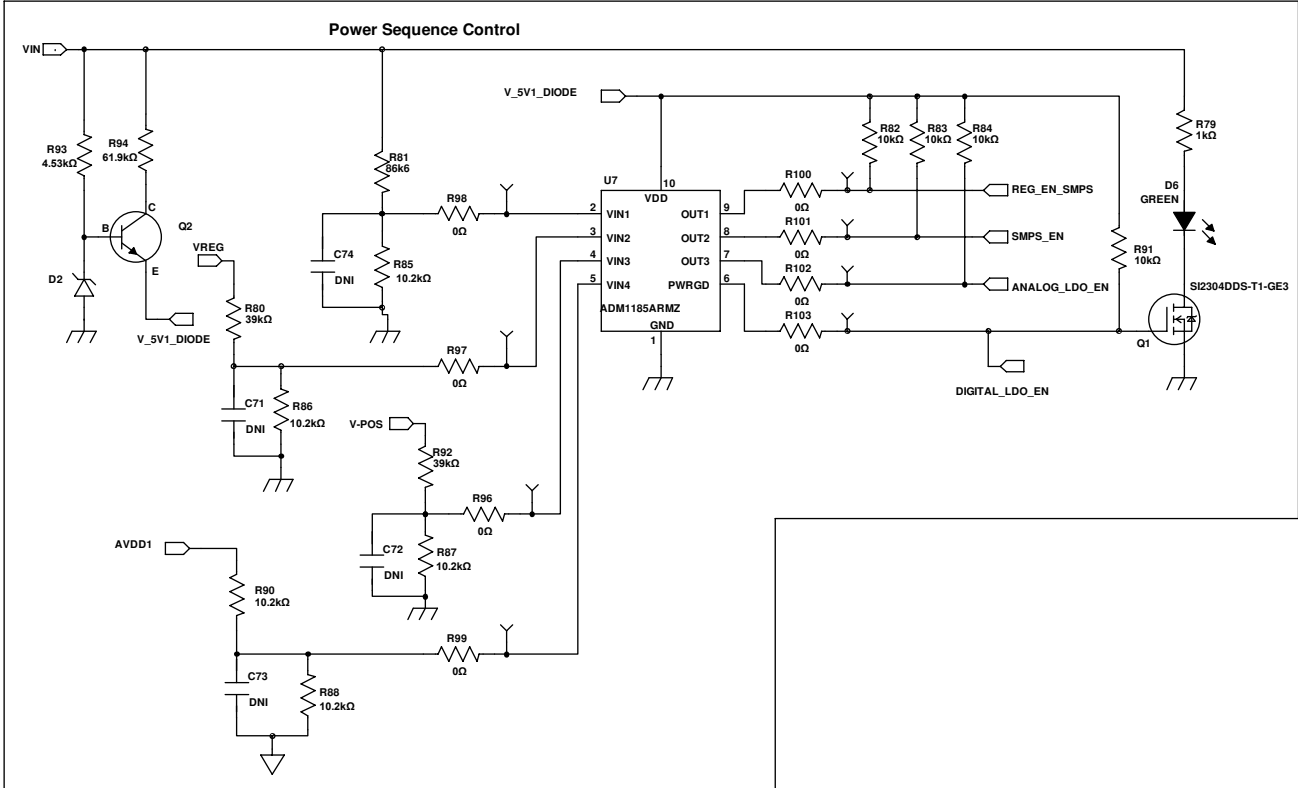 Power Sequence Control
VIN
V_5V1_DIODE
R93
4.53kΩ
R94
61.9kΩ
C
B
E
Q2
D2
V_5V1_DIODE
VREG
R80
39kΩ
R81
86k6
R98
0Ω
C74
DNI
R85
10.2kΩ
R97
0Ω
C71
DNI
R86
10.2kΩ
V-POS
R92
39kΩ
R96
0Ω
C72
DNI
R87
10.2kΩ
AVDD1
R90
10.2kΩ
R99
0Ω
C73
DNI
R88
10.2kΩ
U7
10
VDD
2 VIN1 OUT1 9
3 VIN2 OUT2 8
4 VIN3 OUT3 7
5 VIN4 PWRGD 6
ADM1185ARMZ
GND
1
R82
10kΩ
R83
10kΩ
R84
10kΩ
R100
0Ω
R101
0Ω
R102
0Ω
R103
0Ω
REG_EN_SMPS
SMPS_EN
ANALOG_LDO_EN
DIGITAL_LDO_EN
R91
10kΩ
R79
1kΩ
D6
GREEN
SI2304DDS-T1-GE3
Q1